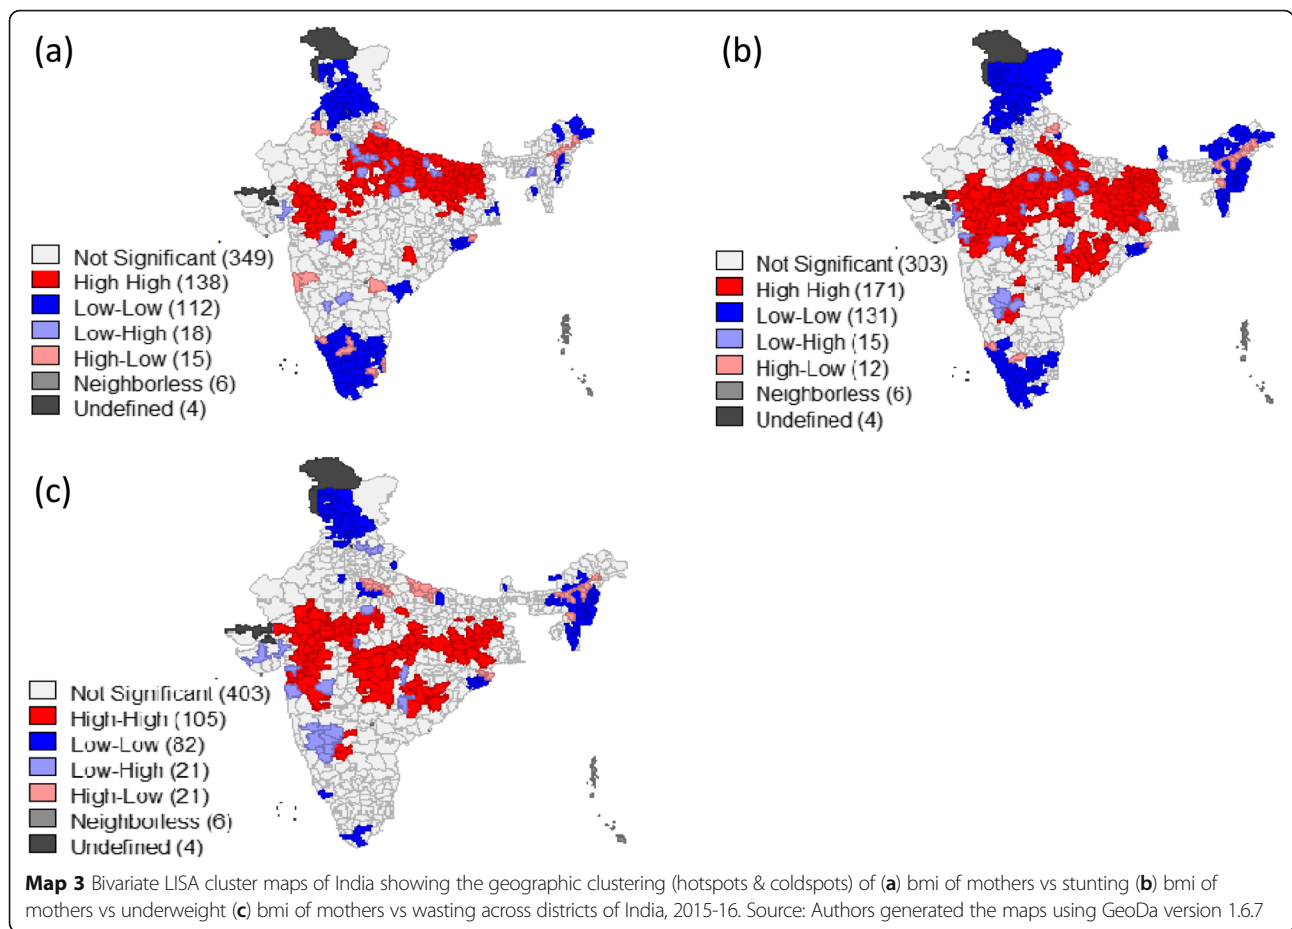 (a)
Not Significant (349)
High High (138)
Low-Low (112)
Low-High (18)
High-Low (15)
Neighborless (6)
Undefined (4)
(b)
Not Significant (303)
High High (171)
Low-Low (131)
Low-High (15)
High-Low (12)
Neighborless (6)
Undefined (4)
(c)
Not Significant (403)
High-High (105)
Low-Low (82)
Low-High (21)
High-Low (21)
Neighborless (6)
Undefined (4)
Map 3 Bivariate LISA cluster maps of India showing the geographic clustering (hotspots & coldspots) of (a) bmi of mothers vs stunting (b) bmi of
mothers vs underweight (c) bmi of mothers vs wasting across districts of India, 2015-16. Source: Authors generated the maps using GeoDa version 1.6.7